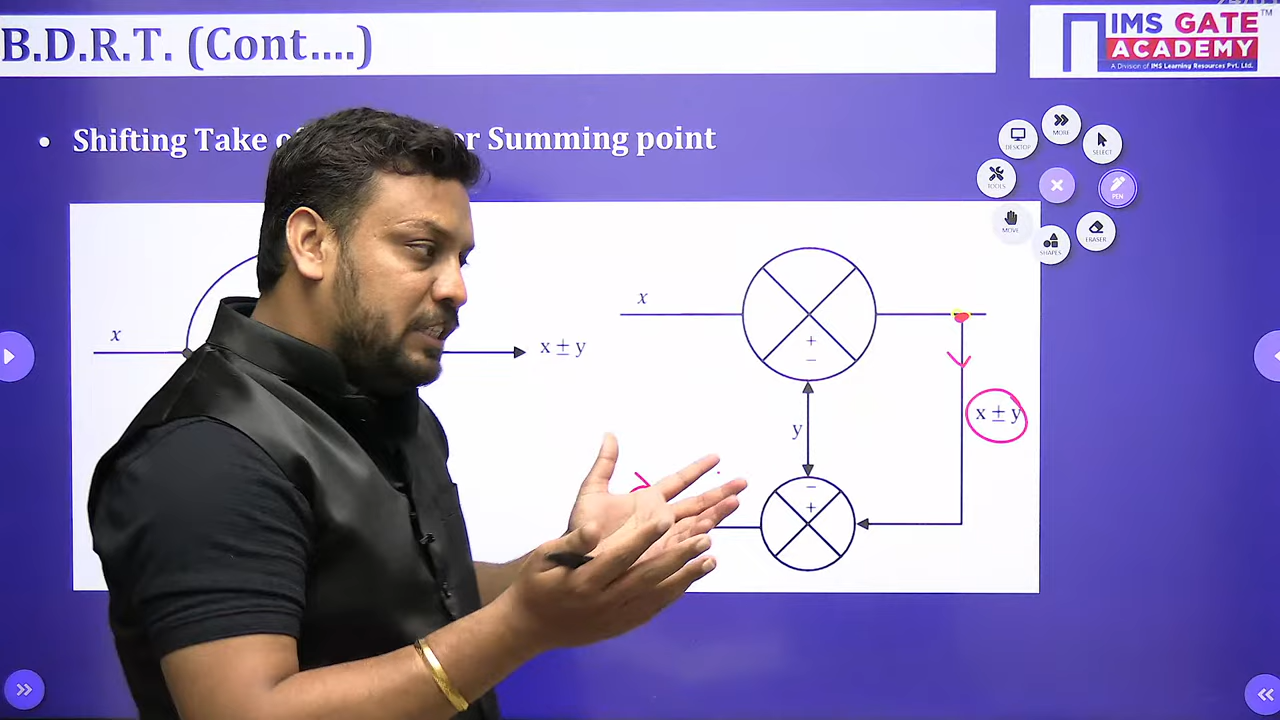 B.D.R.T. (Cont....)
IMS GATE
ACADEMY
TM
A Division of IMS Learning Resources Pvt. Ltd.
• Shifting Take Summing point
MORE
DESKTOP
SELECT
TOOLS
PEN
MOVE
ERASER
SHAPES
x
x ± y
x
+
−
y
x ± y
−
+